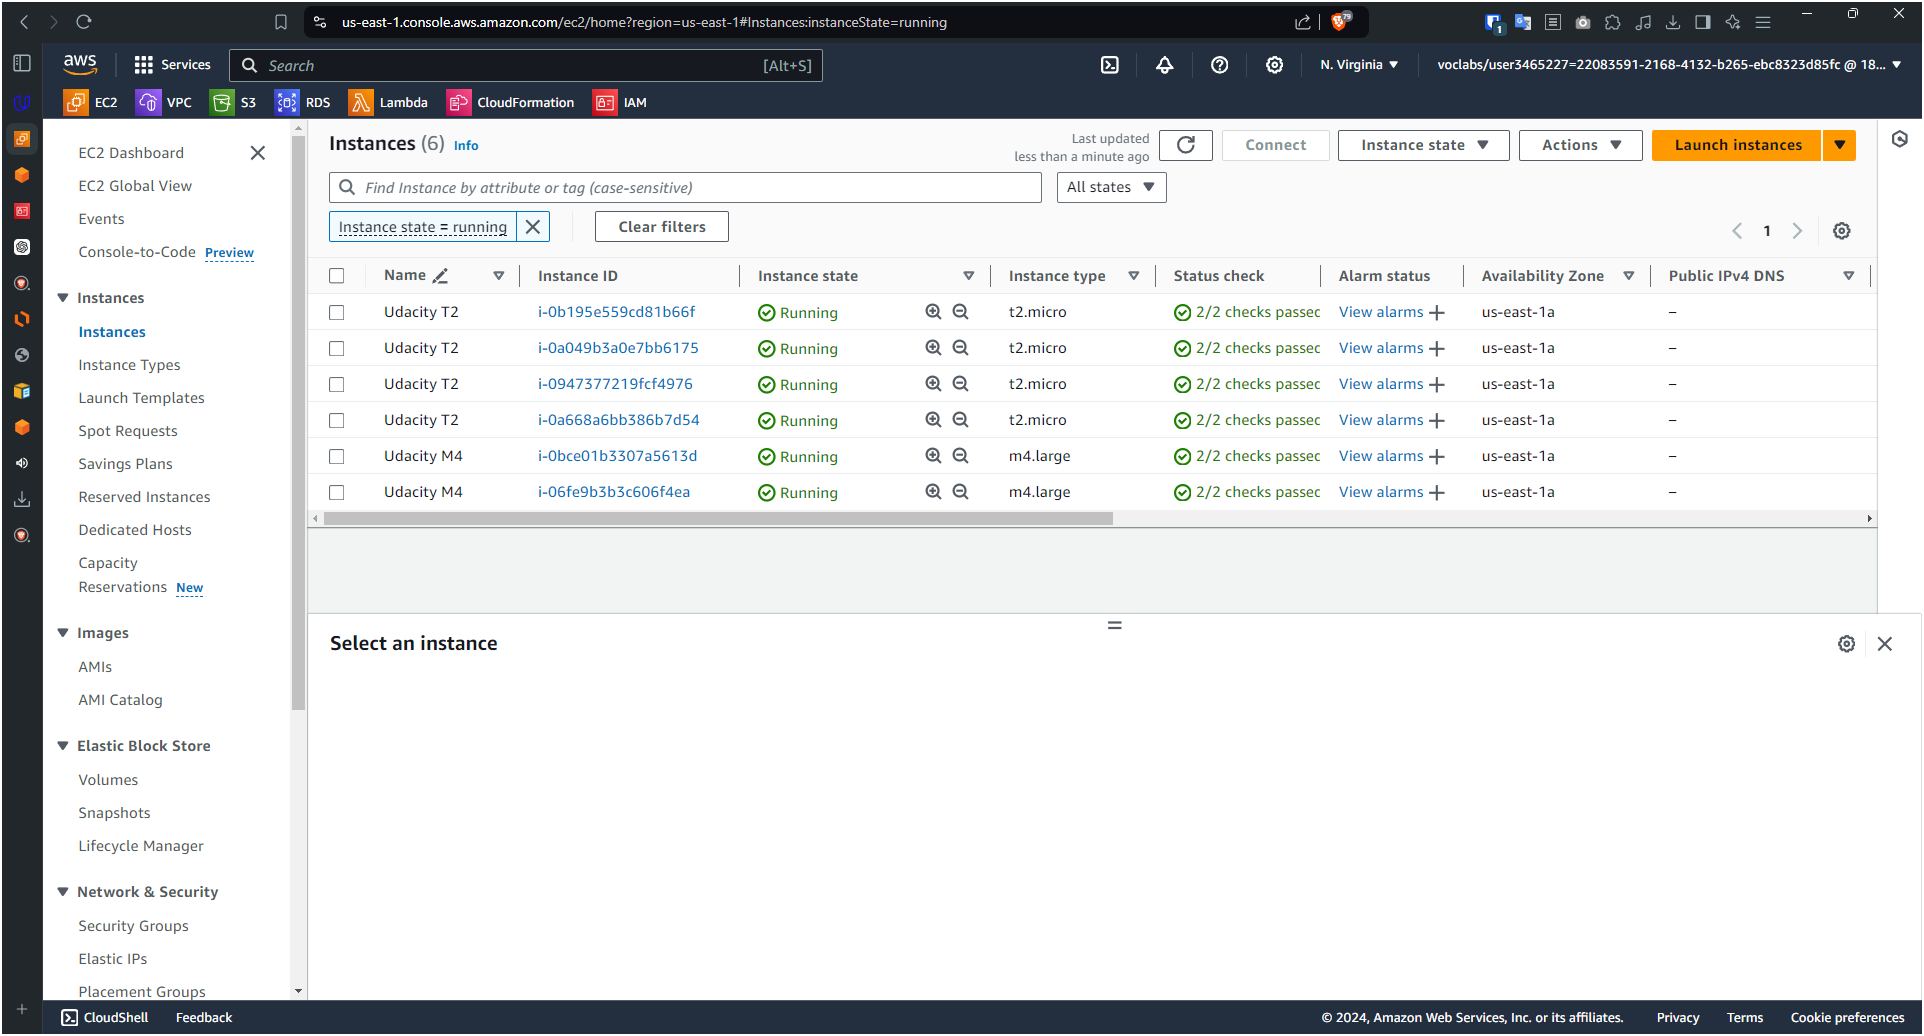 us-east-1.console.aws.amazon.com/ec2/home?region=us-east-1#Instances:instanceState=running
79
1
aws
Services
Search
[Alt+S]
N. Virginia
voclabs/user3465227=22083591-2168-4132-b265-ebc8323d85fc @ 18...
EC2
VPC
S3
RDS
Lambda
CloudFormation
IAM
EC2 Dashboard
EC2 Global View
Events
Console-to-Code Preview
Instances
Instances
Instance Types
Launch Templates
Spot Requests
Savings Plans
Reserved Instances
Dedicated Hosts
Capacity
Reservations New
Images
AMIs
AMI Catalog
Elastic Block Store
Volumes
Snapshots
Lifecycle Manager
Network & Security
Security Groups
Elastic IPs
Placement Groups
Instances (6) Info
Last updated
less than a minute ago
Connect
Instance state
Actions
Launch instances
Find Instance by attribute or tag (case-sensitive)
All states
Instance state = running
Clear filters
1
Name Instance ID Instance state Instance type Status check Alarm status Availability Zone Public IPv4 DNS
Udacity T2 i-0b195e559cd81b66f Running t2.micro 2/2 checks passec View alarms us-east-1a –
Udacity T2 i-0a049b3a0e7bb6175 Running t2.micro 2/2 checks passec View alarms us-east-1a –
Udacity T2 i-0947377219fcf4976 Running t2.micro 2/2 checks passec View alarms us-east-1a –
Udacity T2 i-0a668a6bb386b7d54 Running t2.micro 2/2 checks passec View alarms us-east-1a –
Udacity M4 i-0bce01b3307a5613d Running m4.large 2/2 checks passec View alarms us-east-1a –
Udacity M4 i-06fe9b3b3c606f4ea Running m4.large 2/2 checks passec View alarms us-east-1a –
Select an instance
CloudShell
Feedback
© 2024, Amazon Web Services, Inc. or its affiliates.
Privacy
Terms
Cookie preferences